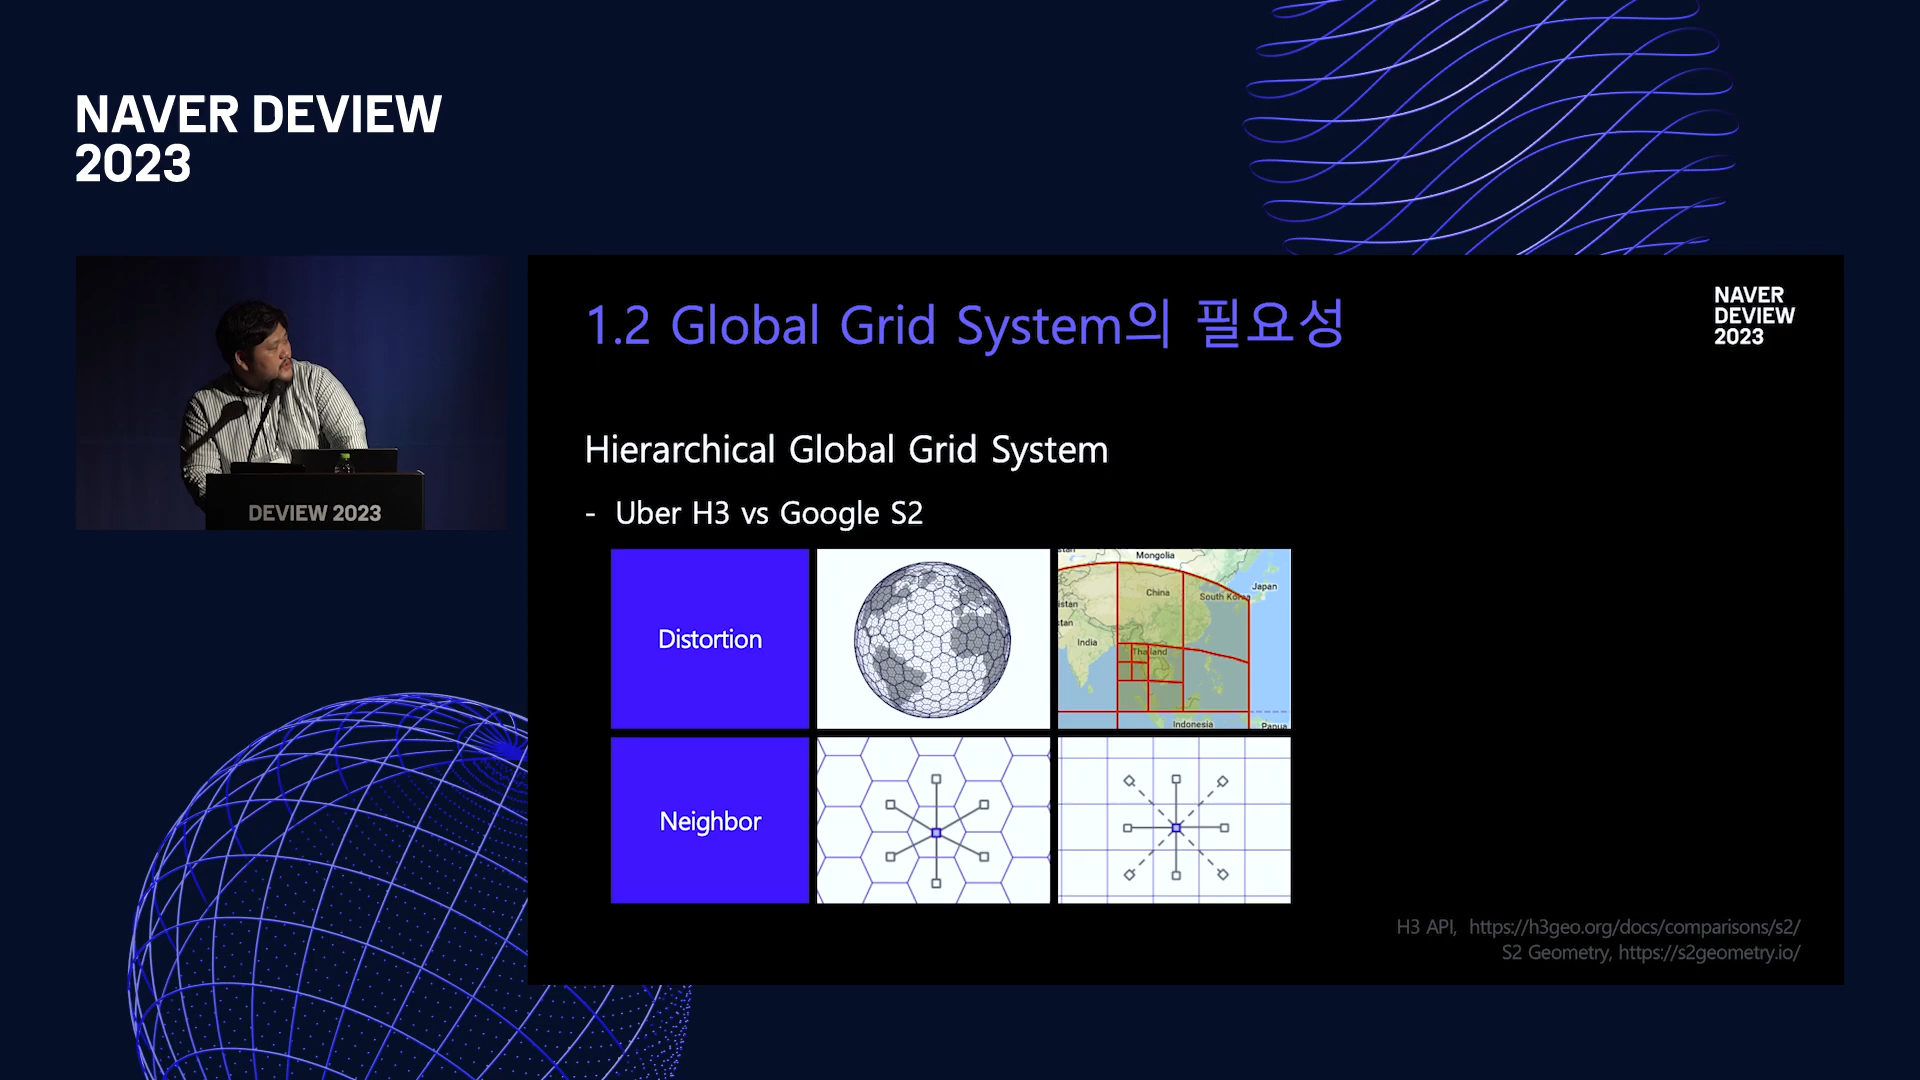 NAVER DEVIEW
2023
DEVIEW 2023
1.2 Global Grid System의 필요성
NAVER
DEVIEW
2023
Hierarchical Global Grid System
- Uber H3 vs Google S2
Distortion
Mongolia
Japan
China
South Korea
India
Thailand
Indonesia
Papua
Neighbor
H3 API, https://h3geo.org/docs/comparisons/s2/
S2 Geometry, https://s2geometry.io/